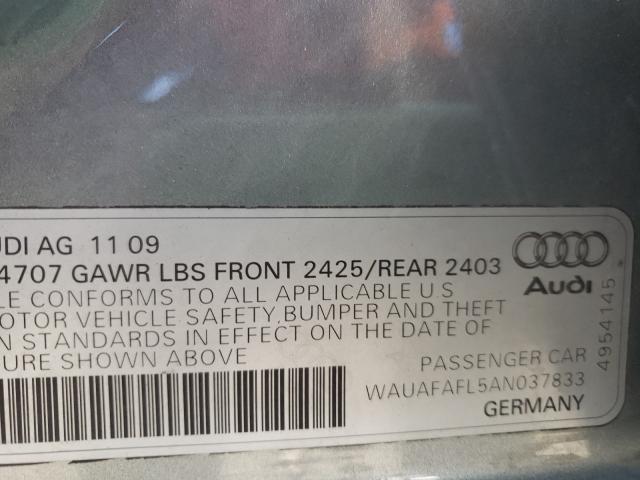 UDI AG 11 09
4707 GAWR LBS FRONT 2425/REAR 2403
LE CONFORMS TO ALL APPLICABLE U.S
OTOR VEHICLE SAFETY, BUMPER AND THEFT
N STANDARDS IN EFFECT ON THE DATE OF
URE SHOWN ABOVE
Audi
4954145
PASSENGER CAR
WAUAFAFL5AN037833
GERMANY